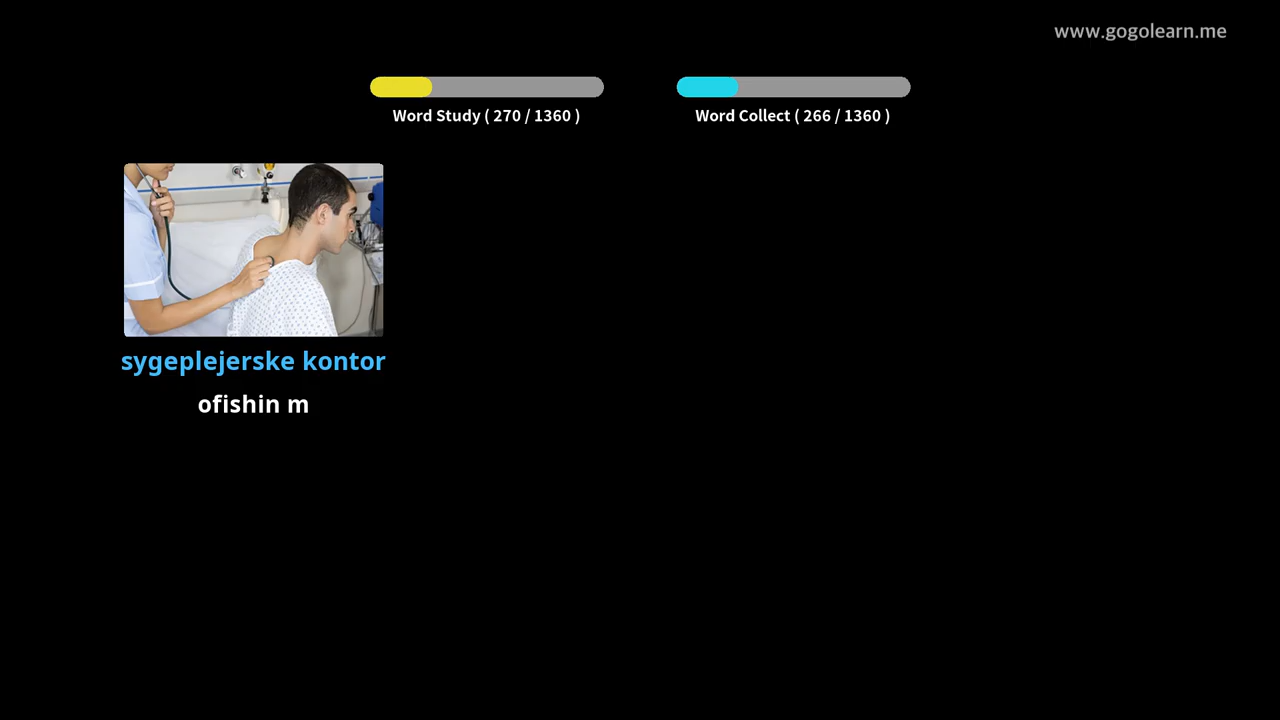 www.gogolearn.me
Word Study ( 270 / 1360 )
Word Collect ( 266 / 1360 )
sygeplejerske kontor
ofishin m